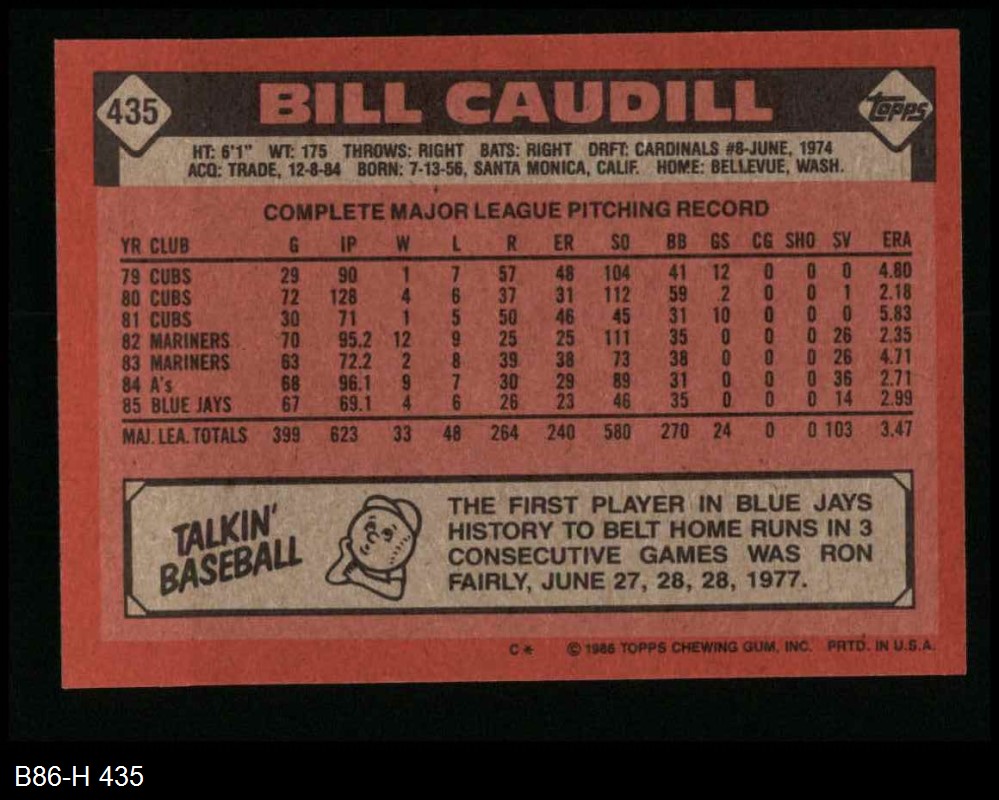 435
BILL CAUDILL
Topps
HT: 6'1" WT: 175 THROWS: RIGHT BATS: RIGHT DRFT: CARDINALS #8-JUNE, 1974
ACQ: TRADE, 12-8-84 BORN: 7-13-56, SANTA MONICA, CALIF. HOME: BELLEVUE, WASH.
COMPLETE MAJOR LEAGUE PITCHING RECORD
YR CLUB G IP W L R ER SO BB GS CG SHO SV ERA
79 CUBS 29 90 1 7 57 48 104 41 12 0 0 0 4.80
80 CUBS 72 128 4 6 37 31 112 59 2 0 0 1 2.18
81 CUBS 30 71 1 5 50 46 45 31 10 0 0 0 5.83
82 MARINERS 70 95.2 12 9 25 25 111 35 0 0 0 26 2.35
83 MARINERS 63 72.2 2 8 39 38 73 38 0 0 0 26 4.71
84 A's 68 96.1 9 7 30 29 89 31 0 0 0 36 2.71
85 BLUE JAYS 67 69.1 4 6 26 23 46 35 0 0 0 14 2.99
MAJ. LEA. TOTALS 399 623 33 48 264 240 580 270 24 0 0 103 3.47
TALKIN'
BASEBALL
THE FIRST PLAYER IN BLUE JAYS
HISTORY TO BELT HOME RUNS IN 3
CONSECUTIVE GAMES WAS RON
FAIRLY, JUNE 27, 28, 28, 1977.
C* © 1986 TOPPS CHEWING GUM, INC. PRTD. IN U.S.A.
B86-H 435